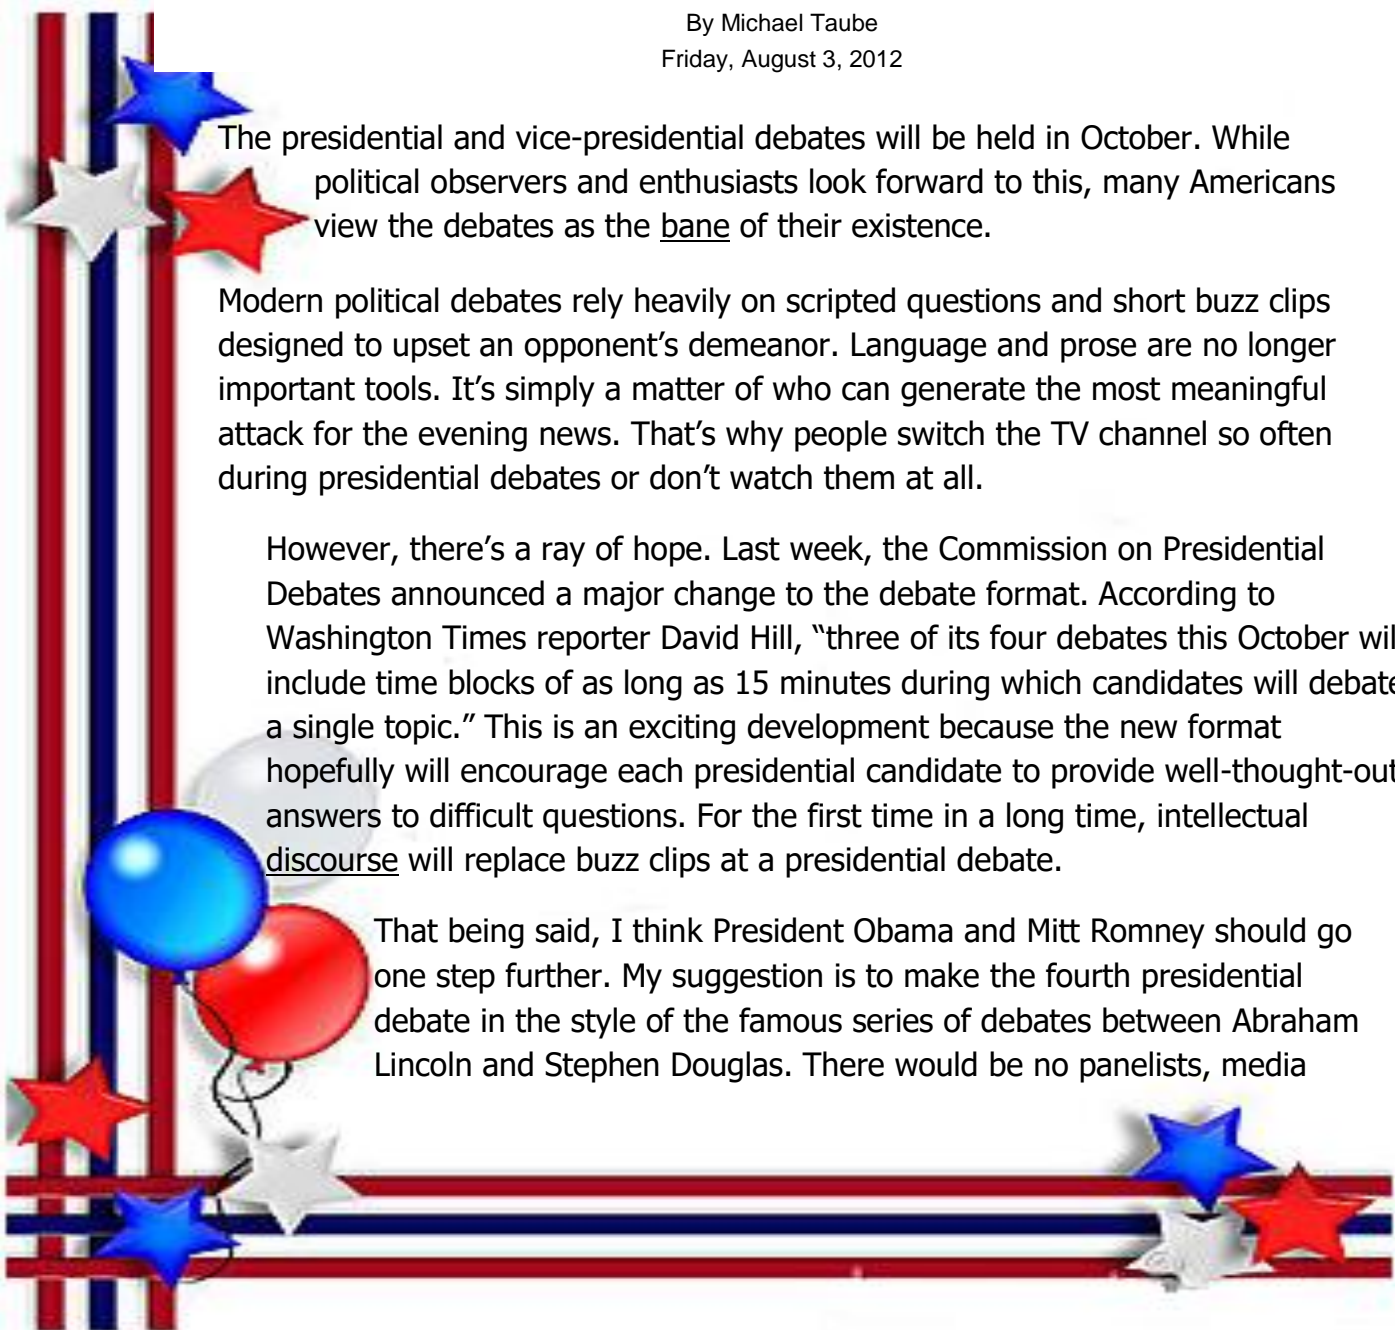 By Michael Taube
Friday, August 3, 2012
The presidential and vice-presidential debates will be held in October. While
political observers and enthusiasts look forward to this, many Americans
view the debates as the bane of their existence.
Modern political debates rely heavily on scripted questions and short buzz clips
designed to upset an opponent’s demeanor. Language and prose are no longer
important tools. It’s simply a matter of who can generate the most meaningful
attack for the evening news. That’s why people switch the TV channel so often
during presidential debates or don’t watch them at all.
However, there’s a ray of hope. Last week, the Commission on Presidential
Debates announced a major change to the debate format. According to
Washington Times reporter David Hill, “three of its four debates this October wil
include time blocks of as long as 15 minutes during which candidates will debate
a single topic.” This is an exciting development because the new format
hopefully will encourage each presidential candidate to provide well-thought-out
answers to difficult questions. For the first time in a long time, intellectual
discourse will replace buzz clips at a presidential debate.
That being said, I think President Obama and Mitt Romney should go
one step further. My suggestion is to make the fourth presidential
debate in the style of the famous series of debates between Abraham
Lincoln and Stephen Douglas. There would be no panelists, media